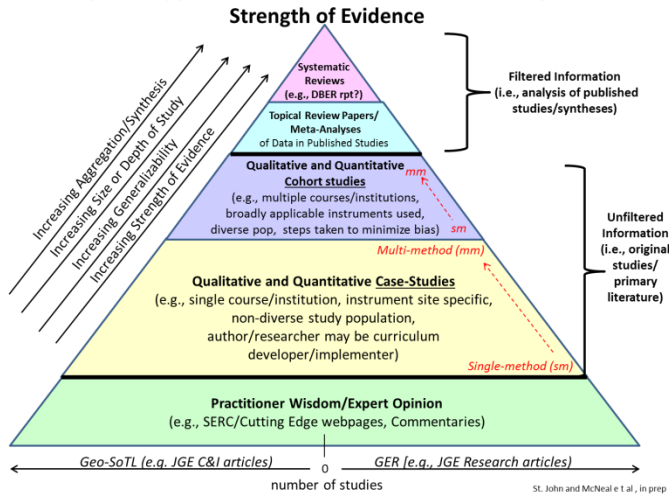 Strength of Evidence
Increasing Aggregation/Synthesis
Increasing Size or Depth of Study
Increasing Generalizability
Increasing Strength of Evidence
Systematic
Reviews
(e.g., DBER rpt?)
Topical Review Papers/
Meta-Analyses
of Data in Published Studies
Qualitative and Quantitative
Cohort studies
(e.g., multiple courses/institutions,
broadly applicable instruments used,
diverse pop, steps taken to minimize bias)
mm
sm
Multi-method (mm)
Qualitative and Quantitative Case-Studies
(e.g., single course/institution, instrument site specific,
non-diverse study population,
author/researcher may be curriculum
developer/implementer)
Single-method (sm)
Practitioner Wisdom/Expert Opinion
(e.g., SERC/Cutting Edge webpages, Commentaries)
Filtered Information
(i.e., analysis of published
studies/syntheses)
Unfiltered
Information
(i.e., original
studies/
primary
literature)
Geo-SoTL (e.g. JGE C&I articles)
0
GER [e.g., JGE Research articles)
number of studies
St. John and McNeal e t al , in prep